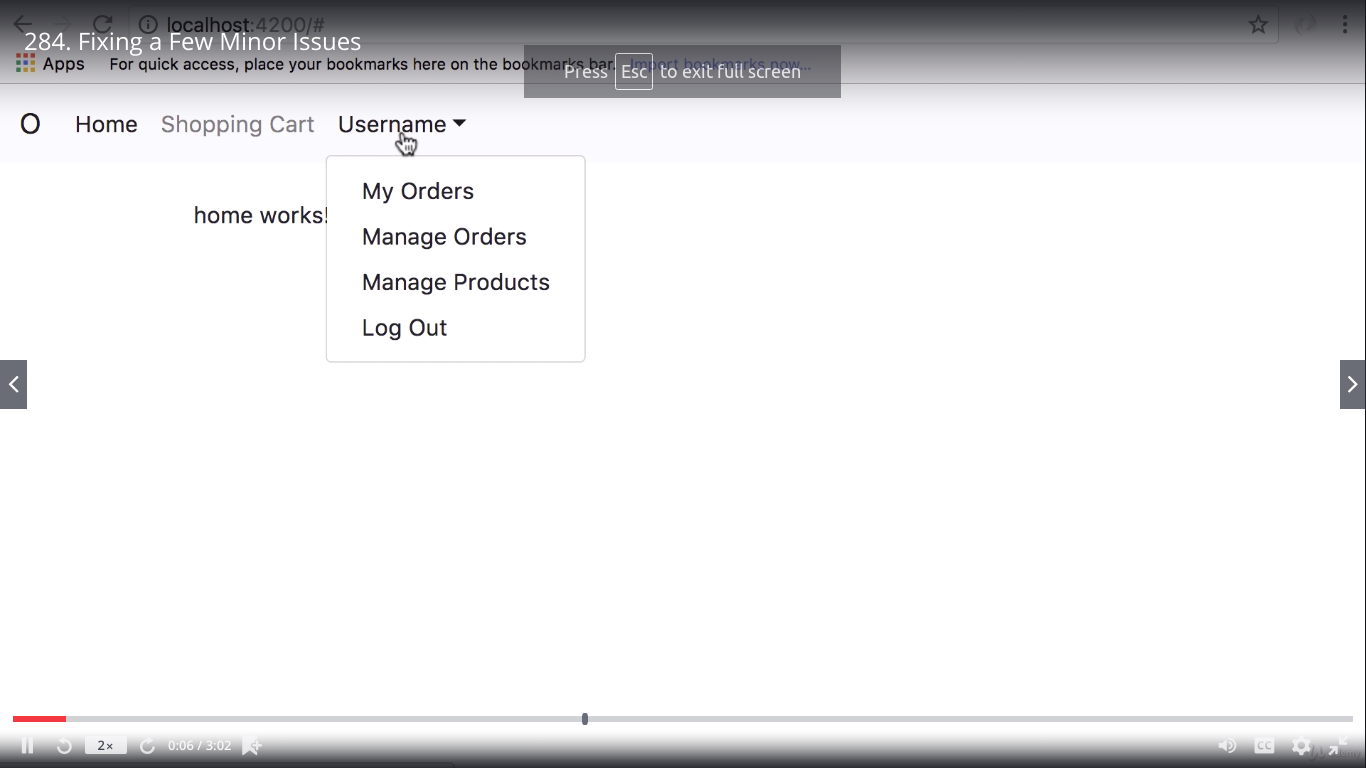 localhost:4200/#
284. Fixing a Few Minor Issues
Apps For quick access, place your bookmarks here on the bookmarks bar. Import bookmarks now...
Press Esc to exit full screen
O Home Shopping Cart Username
My Orders
home works!
Manage Orders
Manage Products
Log Out
2× 0:06 / 3:02 CC